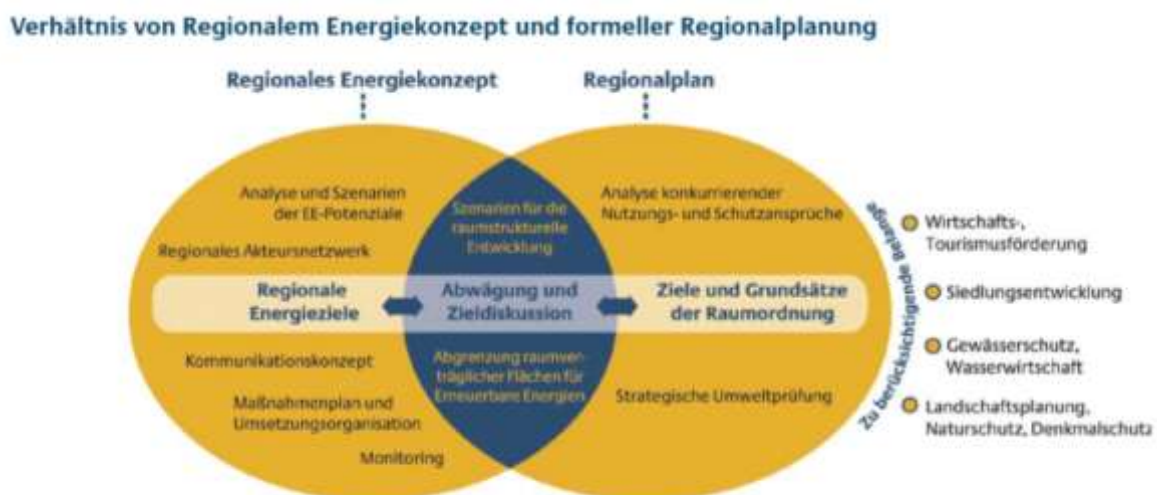 Verhältnis von Regionalem Energiekonzept und formeller Regionalplanung
Regionales Energiekonzept
Regionalplan
Analyse und Szenarien
der EE-Potenziale
Regionales Akteursnetzwerk
Regionale
Energieziele
Kommunikationskonzept
Maßnahmenplan und
Umsetzungsorganisation
Monitoring
Szenarien für die
raumstrukturelle
Entwicklung
Abwägung und
Zieldiskussion
Abgrenzung raumver-
träglicher Flächen für
Erneuerbare Energien
Analyse konkurrierender
Nutzungs- und Schutzansprüche
Ziele und Grundsätze
der Raumordnung
Strategische Umweltprüfung
Zu berücksichtigende Belange
Wirtschafts-,
Tourismusförderung
Siedlungsentwicklung
Gewässerschutz,
Wasserwirtschaft
Landschaftsplanung,
Naturschutz, Denkmalschutz